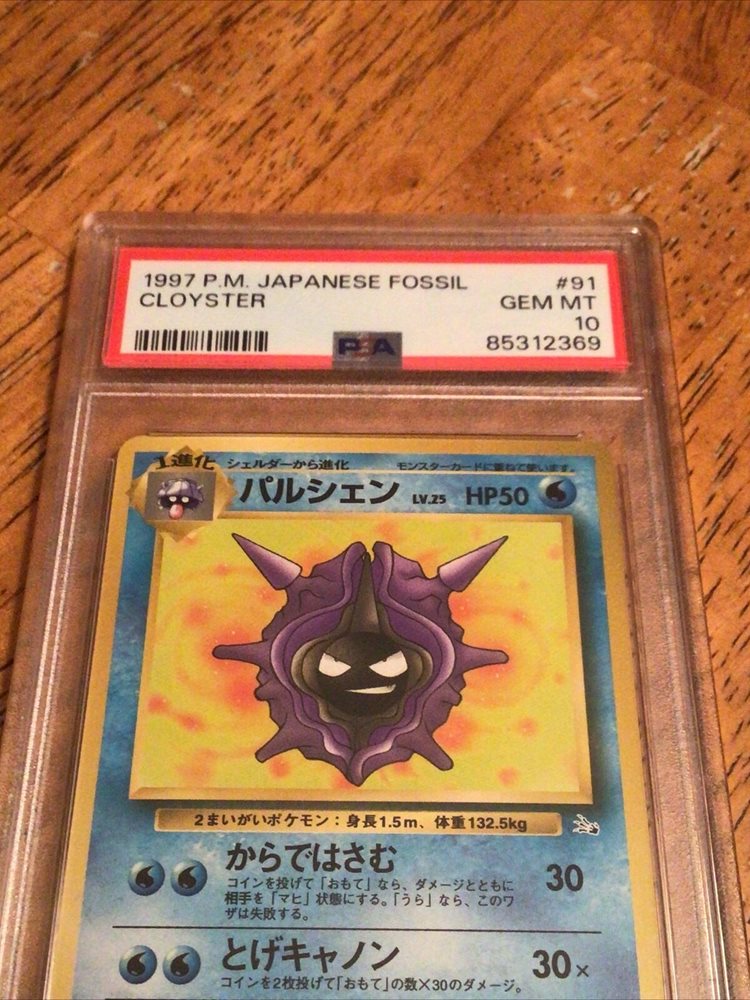 1997 P.M. JAPANESE FOSSIL #91
CLOYSTER GEM MT
10
PSA 85312369
1進化 シェルダーから進化 モンスターカードに重ねて使います。
パルシェン LV.25 HP50
2まいがいポケモン：身長1.5m、体重132.5kg
からではさむ 30
コインを投げて「おもて」なら、ダメージとともに
相手を「マヒ」状態にする。「うら」なら、このワ
ザは失敗する。
とげキャノン 30×
コインを2枚投げて「おもて」の数×30のダメージ。